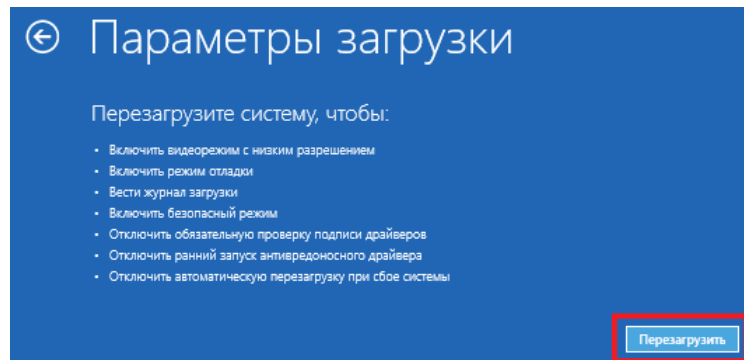 Параметры загрузки
Перезагрузите систему, чтобы:
• Включить видеорежим с низким разрешением
• Включить режим отладки
• Вести журнал загрузки
• Включить безопасный режим
• Отключить обязательную проверку подписи драйверов
• Отключить ранний запуск антивредоносного драйвера
• Отключить автоматическую перезагрузку при сбое системы
Перезагрузить